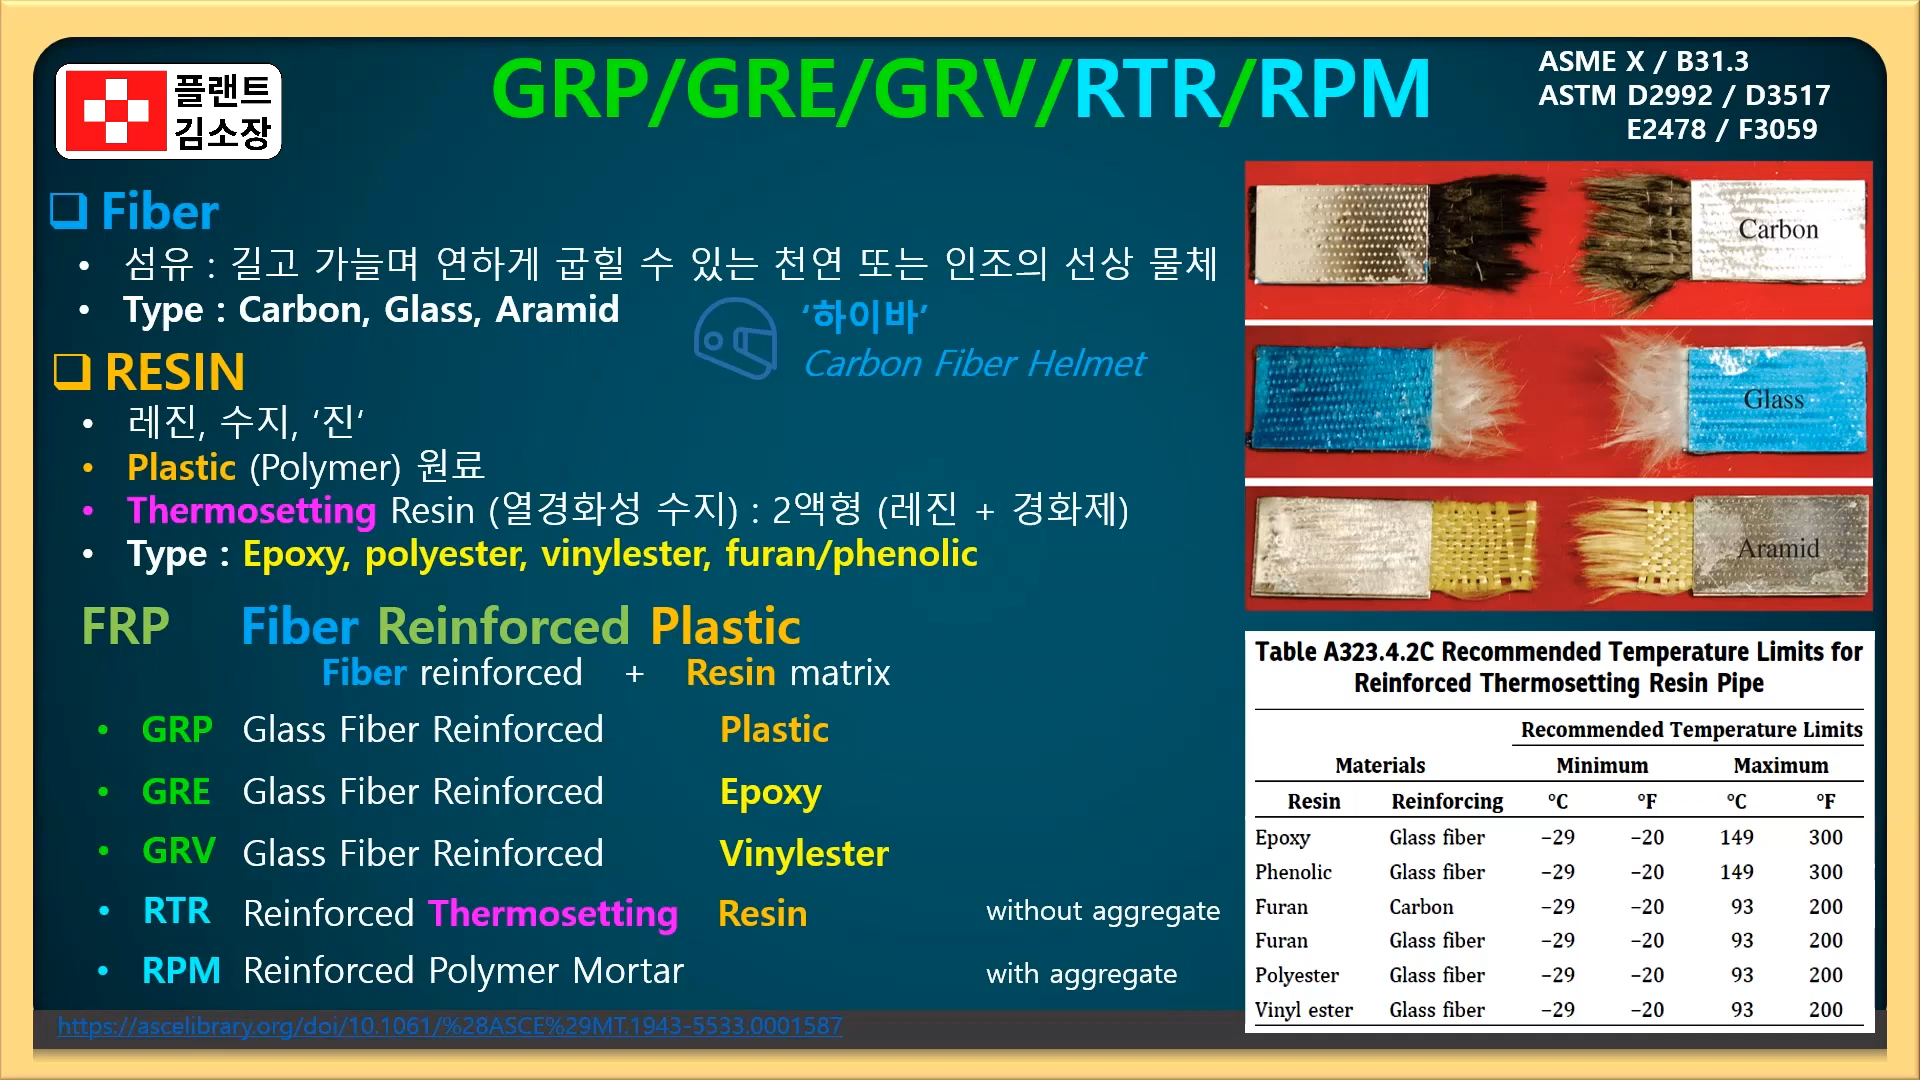 플랜트
김소장
GRP/GRE/GRV/RTR/RPM
ASME X / B31.3
ASTM D2992 / D3517
E2478 / F3059
Fiber
• 섬유 : 길고 가늘며 연하게 굽힐 수 있는 천연 또는 인조의 선상 물체
• Type : Carbon, Glass, Aramid
‘하이바’
Carbon Fiber Helmet
RESIN
• 레진, 수지, ‘진‘
• Plastic (Polymer) 원료
• Thermosetting Resin (열경화성 수지) : 2액형 (레진 + 경화제)
• Type : Epoxy, polyester, vinylester, furan/phenolic
FRP Fiber Reinforced Plastic
Fiber reinforced + Resin matrix
• GRP Glass Fiber Reinforced Plastic
• GRE Glass Fiber Reinforced Epoxy
• GRV Glass Fiber Reinforced Vinylester
• RTR Reinforced Thermosetting Resin without aggregate
• RPM Reinforced Polymer Mortar with aggregate
https://ascelibrary.org/doi/10.1061/%28ASCE%29MT.1943-5533.0001587
Carbon
Glass
Aramid
Table A323.4.2C Recommended Temperature Limits for
Reinforced Thermosetting Resin Pipe
Recommended Temperature Limits
Materials Minimum Maximum
Resin Reinforcing °C °F °C °F
Epoxy Glass fiber −29 −20 149 300
Phenolic Glass fiber −29 −20 149 300
Furan Carbon −29 −20 93 200
Furan Glass fiber −29 −20 93 200
Polyester Glass fiber −29 −20 93 200
Vinyl ester Glass fiber −29 −20 93 200